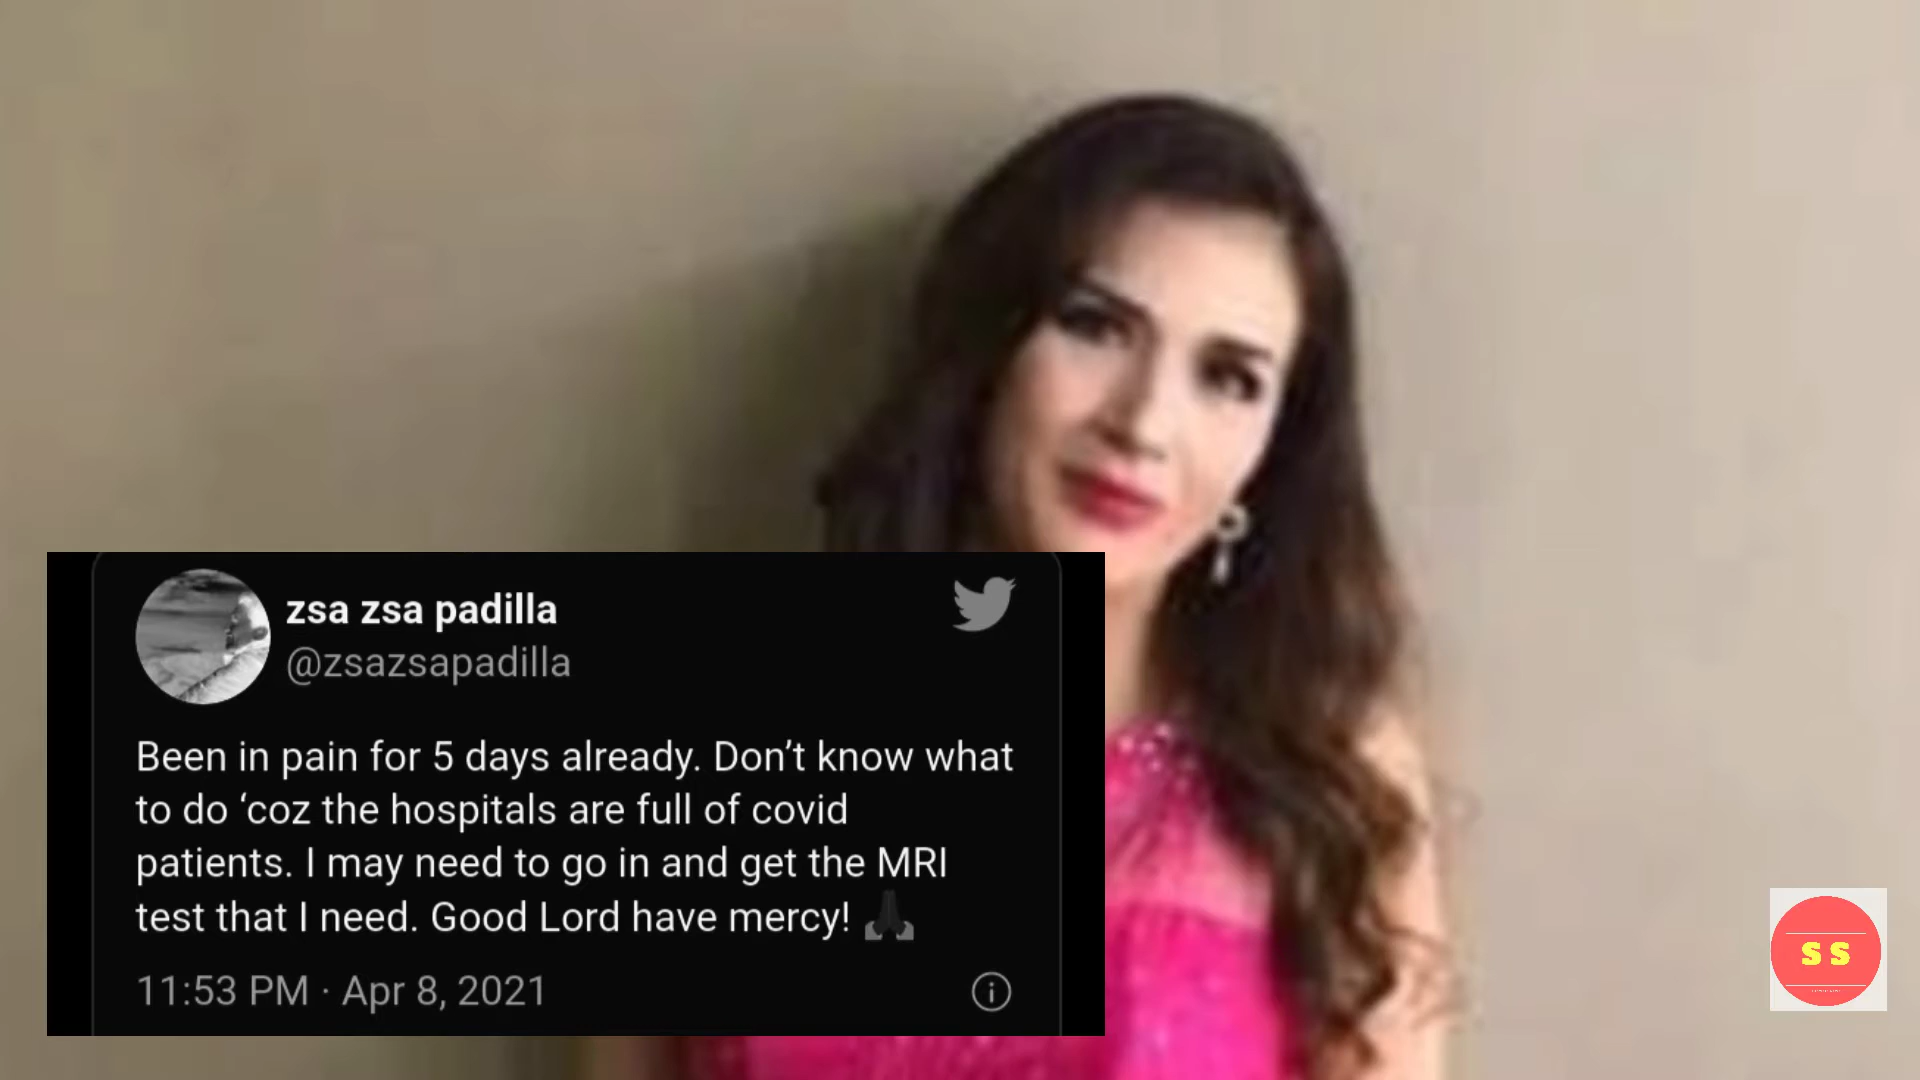 zsa zsa padilla
@zsazsapadilla
Been in pain for 5 days already. Don’t know what
to do ‘coz the hospitals are full of covid
patients. I may need to go in and get the MRI
test that I need. Good Lord have mercy!
11:53 PM · Apr 8, 2021
S S